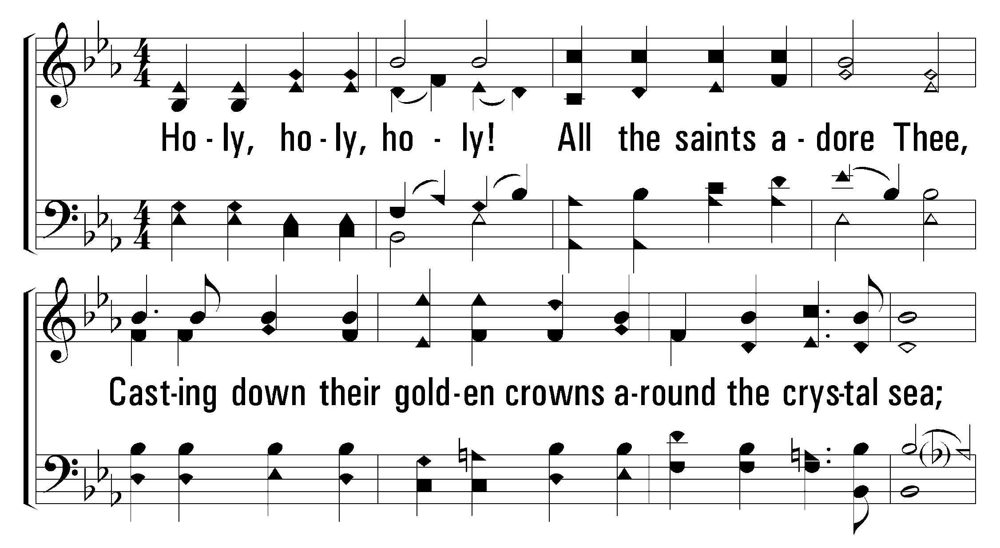 Ho - ly, ho - ly, ho - ly! All the saints a - dore Thee,
Cast-ing down their gold-en crowns a-round the crys-tal sea;